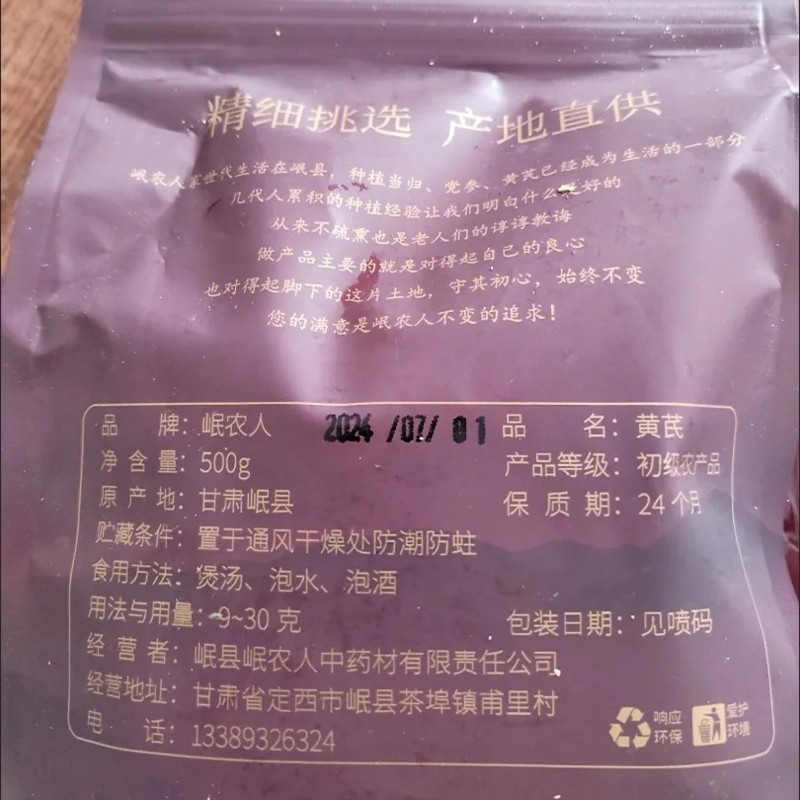 精细挑选 产地直供
岷农人家世代生活在岷县，种植当归、党参、黄芪已经成为生活的一部分
几代人累积的种植经验让我们明白什么是好的
从来不硫熏也是老人们的谆谆教诲
做产品主要的就是对得起自己的良心
也对得起脚下的这片土地，守其初心，始终不变
您的满意是岷农人不变的追求！
品 牌：岷农人 2024/07/01 品 名：黄芪
净含量：500g 产品等级：初级农产品
原产地：甘肃岷县 保质期：24个月
贮藏条件：置于通风干燥处防潮防蛀
食用方法：煲汤、泡水、泡酒
用法与用量：9~30克 包装日期：见喷码
经营者：岷县岷农人中药材有限责任公司
经营地址：甘肃省定西市岷县茶埠镇甫里村
电 话：13389326324
响应环保 爱护环境